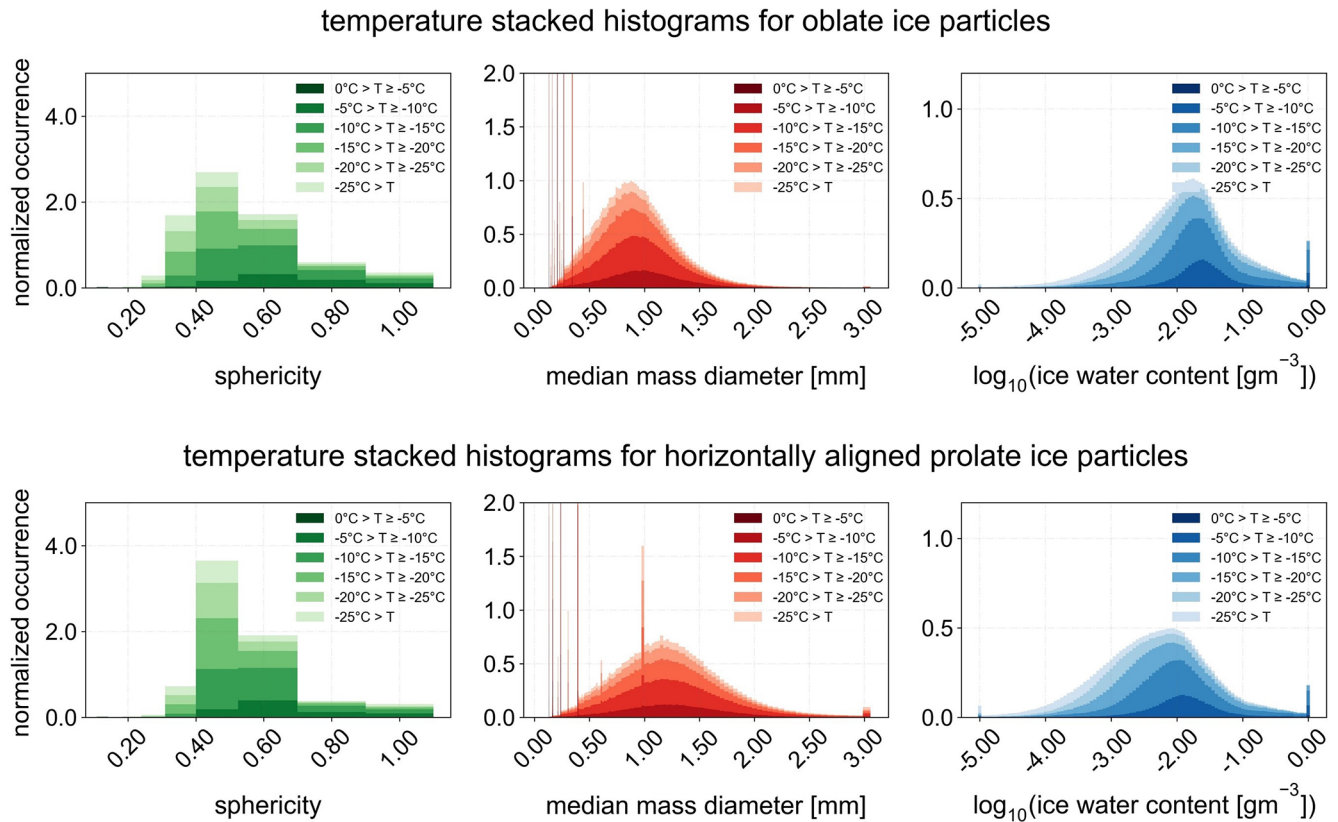 temperature stacked histograms for oblate ice particles
normalized occurrence
4.0
2.0
0.0
0.20
0.40
0.60
0.80
1.00
sphericity
0°C > T ≥ -5°C
-5°C > T ≥ -10°C
-10°C > T ≥ -15°C
-15°C > T ≥ -20°C
-20°C > T ≥ -25°C
-25°C > T
2.0
1.5
1.0
0.5
0.0
0.00
0.50
1.00
1.50
2.00
2.50
3.00
median mass diameter [mm]
0°C > T ≥ -5°C
-5°C > T ≥ -10°C
-10°C > T ≥ -15°C
-15°C > T ≥ -20°C
-20°C > T ≥ -25°C
-25°C > T
1.0
0.5
0.0
-5.00
-4.00
-3.00
-2.00
-1.00
0.00
log₁₀(ice water content [gm⁻³])
0°C > T ≥ -5°C
-5°C > T ≥ -10°C
-10°C > T ≥ -15°C
-15°C > T ≥ -20°C
-20°C > T ≥ -25°C
-25°C > T
temperature stacked histograms for horizontally aligned prolate ice particles
normalized occurrence
4.0
2.0
0.0
0.20
0.40
0.60
0.80
1.00
sphericity
0°C > T ≥ -5°C
-5°C > T ≥ -10°C
-10°C > T ≥ -15°C
-15°C > T ≥ -20°C
-20°C > T ≥ -25°C
-25°C > T
2.0
1.5
1.0
0.5
0.0
0.00
0.50
1.00
1.50
2.00
2.50
3.00
median mass diameter [mm]
0°C > T ≥ -5°C
-5°C > T ≥ -10°C
-10°C > T ≥ -15°C
-15°C > T ≥ -20°C
-20°C > T ≥ -25°C
-25°C > T
1.0
0.5
0.0
-5.00
-4.00
-3.00
-2.00
-1.00
0.00
log₁₀(ice water content [gm⁻³])
0°C > T ≥ -5°C
-5°C > T ≥ -10°C
-10°C > T ≥ -15°C
-15°C > T ≥ -20°C
-20°C > T ≥ -25°C
-25°C > T